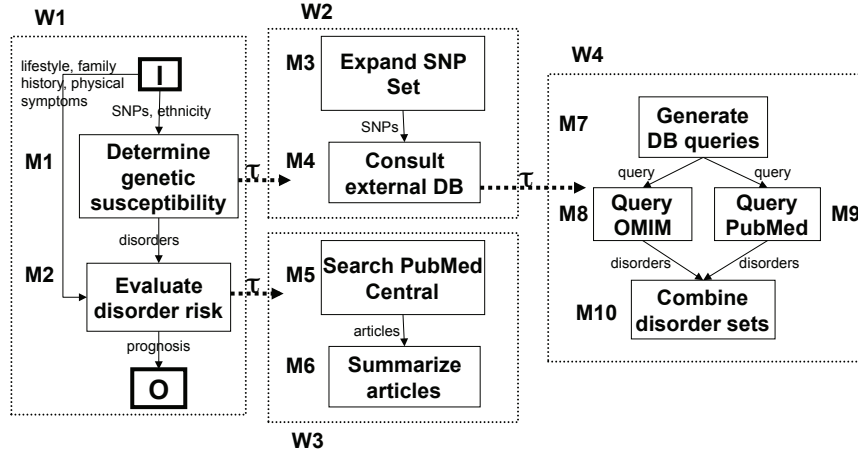 W1
lifestyle, family
history, physical
symptoms
I
SNPs, ethnicity
M1
Determine
genetic
susceptibility
τ
disorders
M2
Evaluate
disorder risk
τ
prognosis
O
W2
M3
Expand SNP
Set
SNPs
M4
Consult
external DB
τ
M5
Search PubMed
Central
articles
M6
Summarize
articles
W3
W4
M7
Generate
DB queries
query
query
M8
Query
OMIM
Query
PubMed
M9
disorders
disorders
M10
Combine
disorder sets